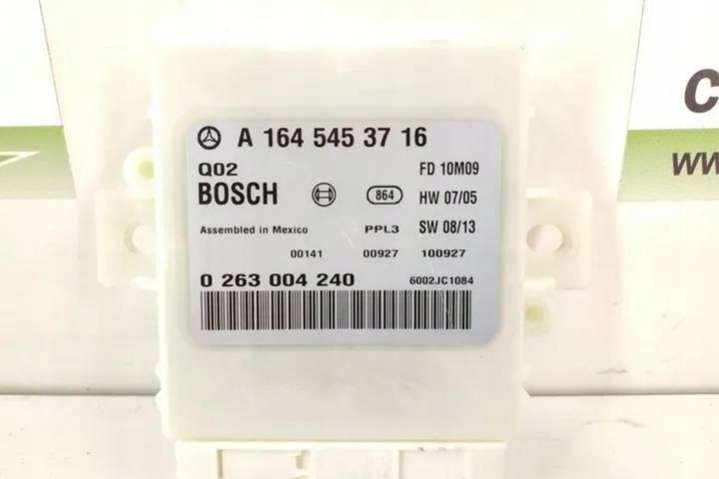 A 164 545 37 16
Q02 FD 10M09
BOSCH 864 HW 07/05
Assembled in Mexico PPL3 SW 08/13
00141 00927 100927
0 263 004 240 6002JC1084
C
www